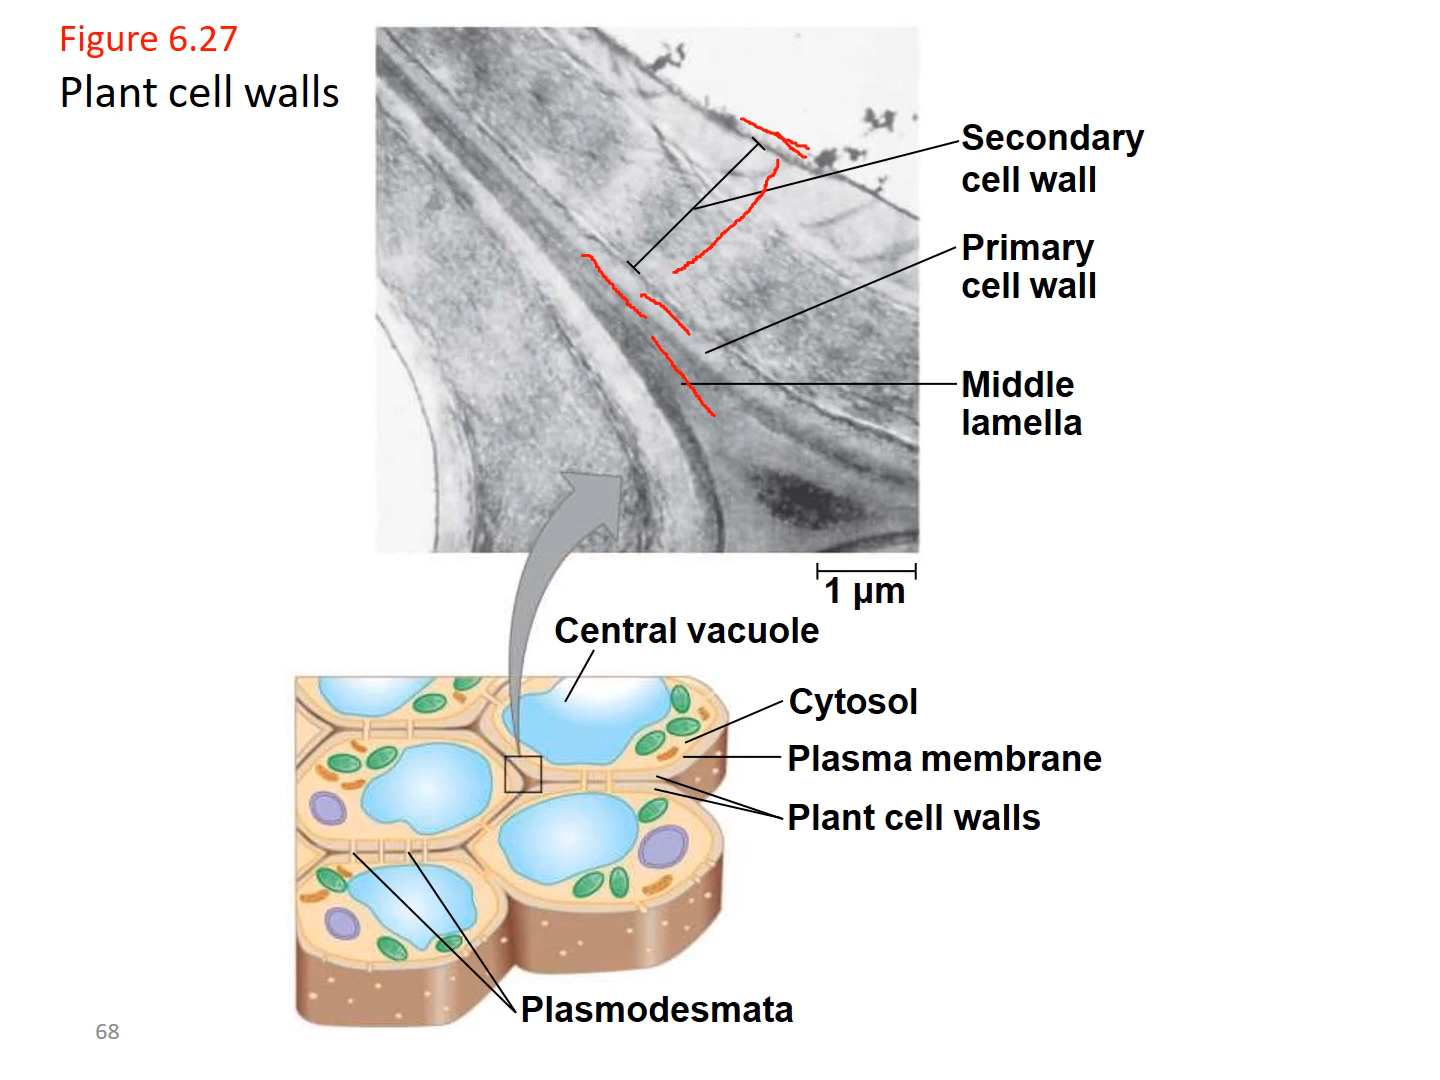 Figure 6.27
Plant cell walls
Secondary
cell wall
Primary
cell wall
Middle
lamella
1 µm
Central vacuole
Cytosol
Plasma membrane
Plant cell walls
Plasmodesmata
68